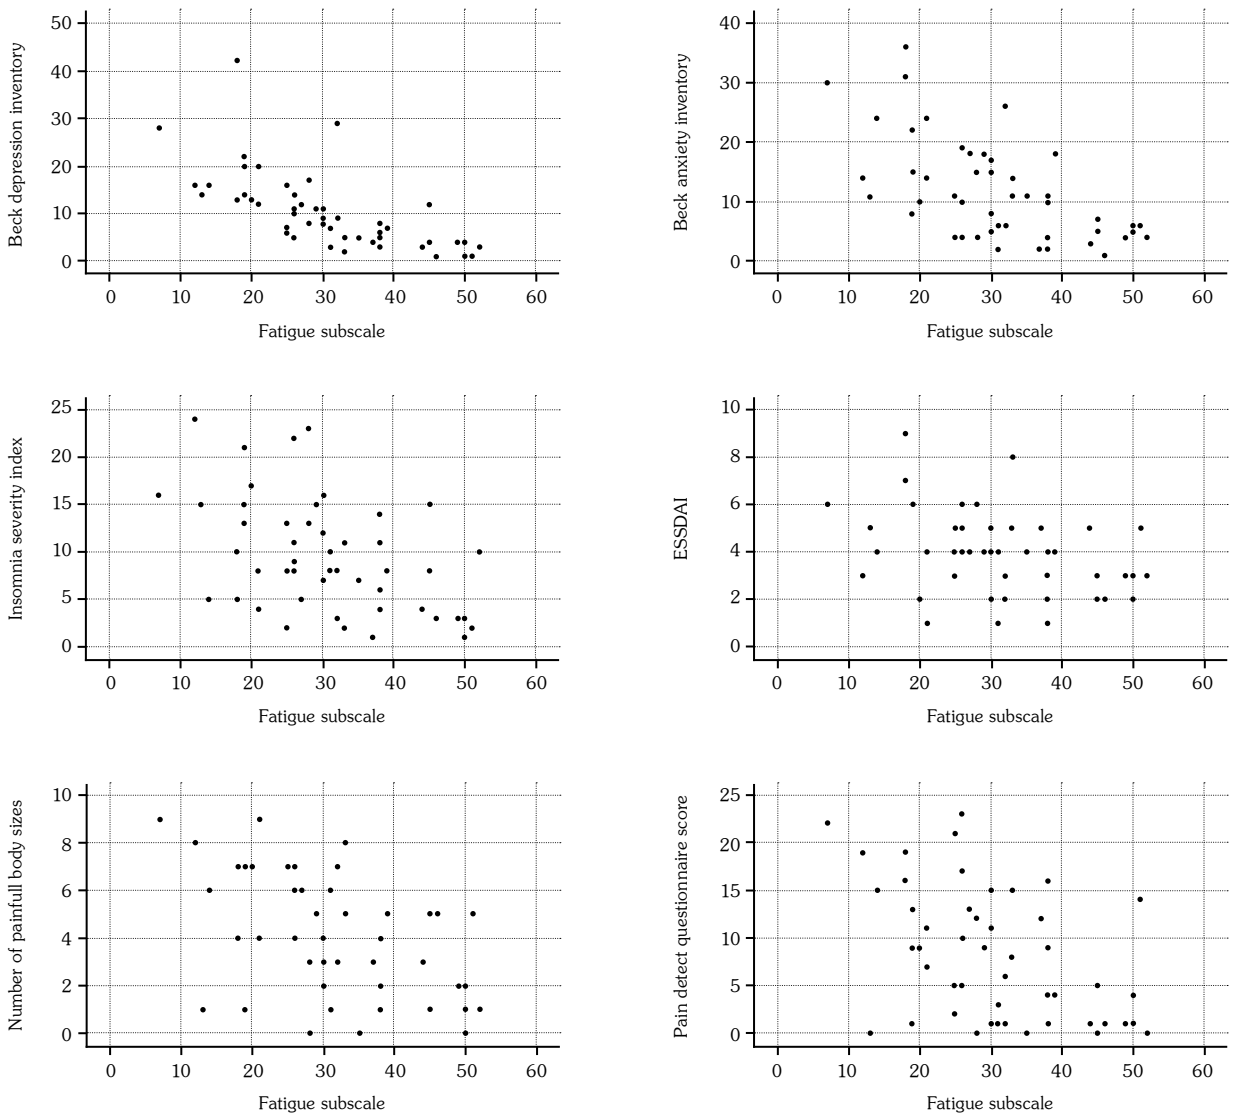 Beck depression inventory
50
40
30
20
10
0
0 10 20 30 40 50 60
Fatigue subscale
Beck anxiety inventory
40
30
20
10
0
0 10 20 30 40 50 60
Fatigue subscale
Insomnia severity index
25
20
15
10
5
0
0 10 20 30 40 50 60
Fatigue subscale
ESSDAI
10
8
6
4
2
0
0 10 20 30 40 50 60
Fatigue subscale
Number of painfull body sizes
10
8
6
4
2
0
0 10 20 30 40 50 60
Fatigue subscale
Pain detect questionnaire score
25
20
15
10
5
0
0 10 20 30 40 50 60
Fatigue subscale